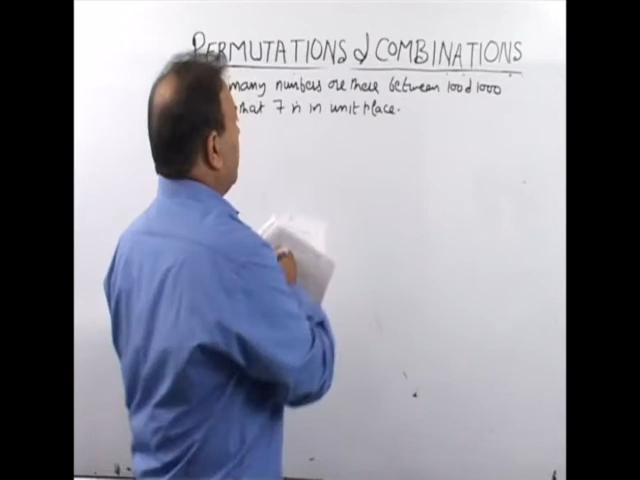 PERMUTATIONS & COMBINATIONS
many numbers are there between 100 & 1000
that 7 is in unit place.